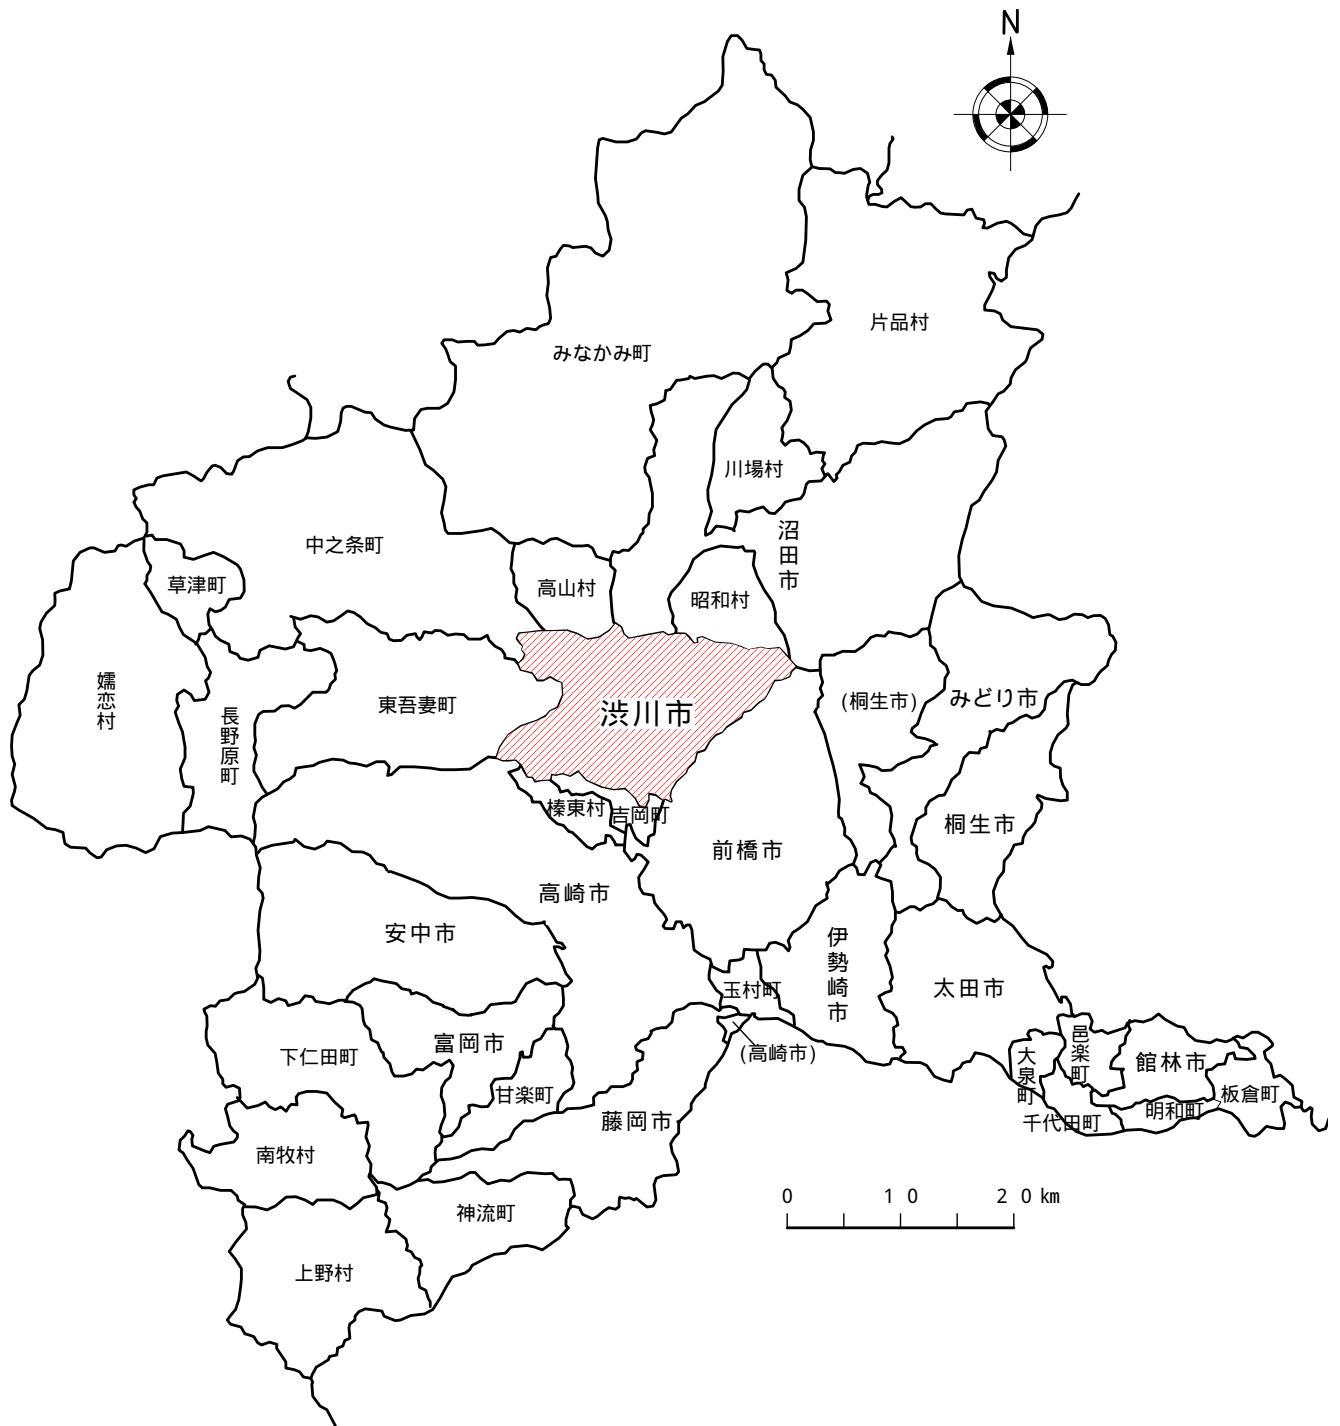 N
片品村
みなかみ町
川場村
沼田市
中之条町
草津町
高山村
昭和村
嬬恋村
長野原町
東吾妻町
渋川市
(桐生市)
みどり市
榛東村
吉岡町
桐生市
前橋市
高崎市
安中市
伊勢崎市
玉村町
太田市
富岡市
下仁田町
(高崎市)
大泉町
邑楽町
館林市
甘楽町
板倉町
明和町
千代田町
藤岡市
南牧村
神流町
上野村
0 10 20km